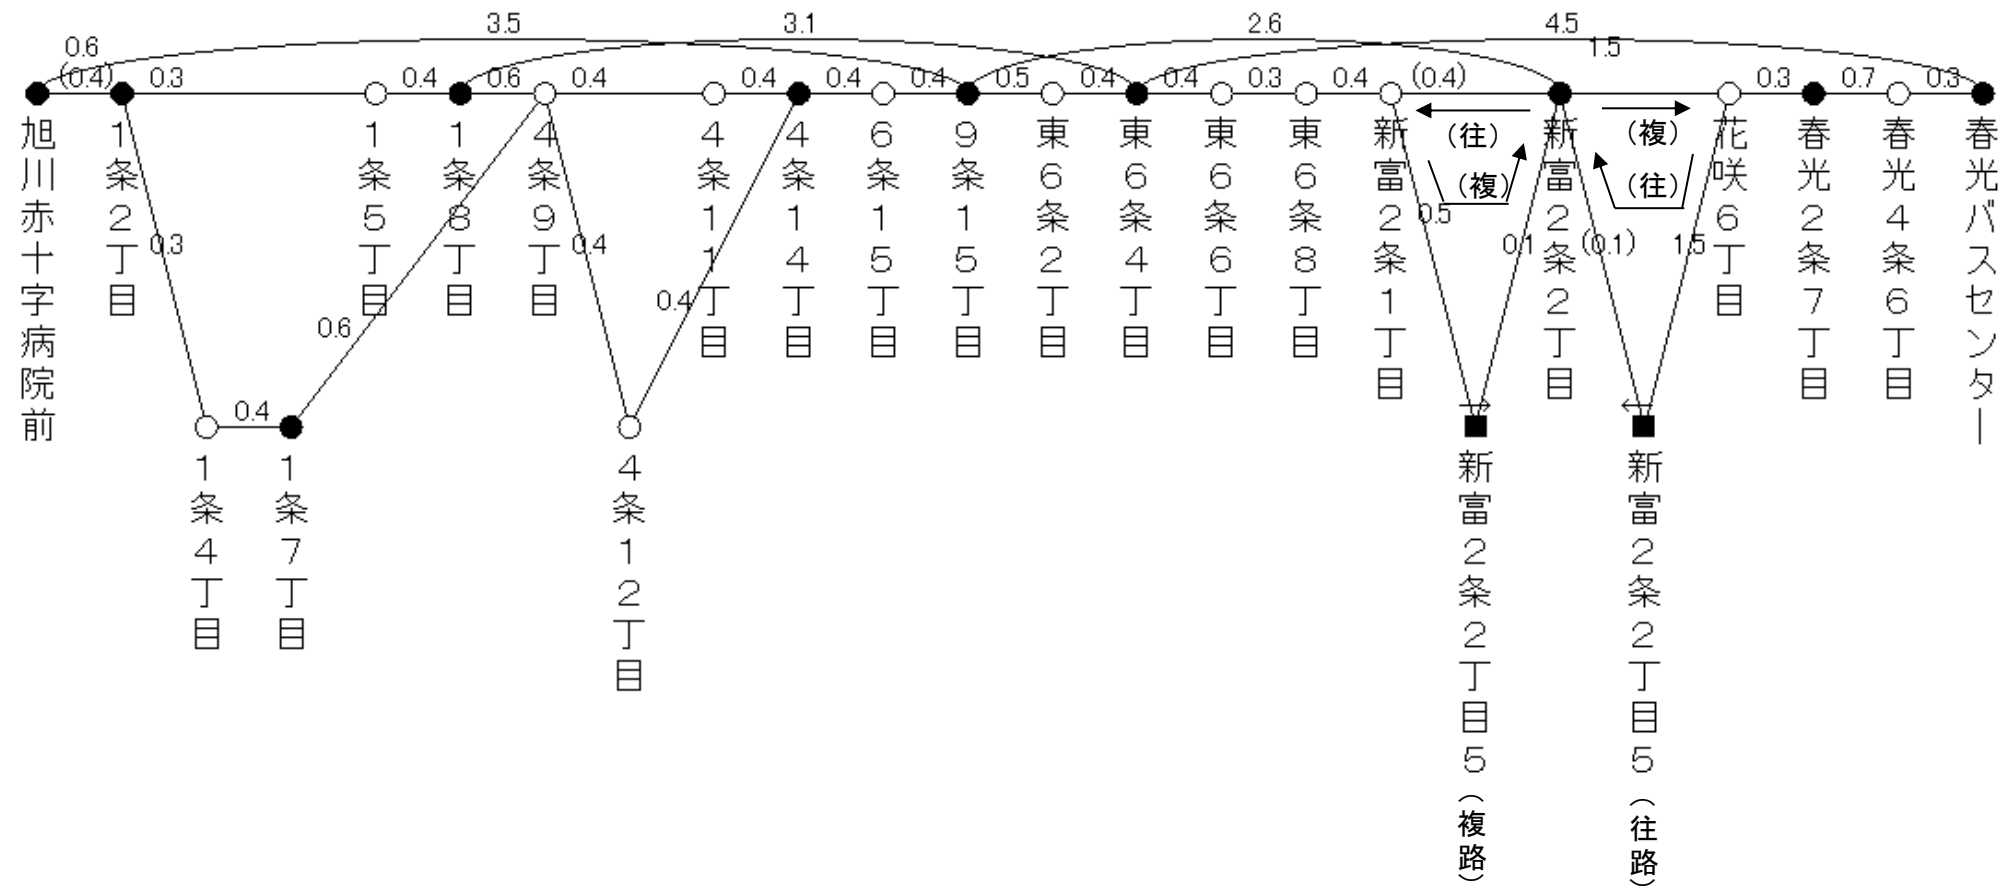 3.5
3.1
2.6
4.5
0.6
1.5
(0.4)
0.3
0.4
0.6
0.4
0.4
0.4
0.4
0.5
0.4
0.4
0.3
0.4
(0.4)
0.3
0.7
0.3
旭川赤十字病院前
1条2丁目
1条5丁目
1条8丁目
4条9丁目
4条11丁目
4条14丁目
6条15丁目
9条15丁目
東6条2丁目
東6条4丁目
東6条6丁目
東6条8丁目
新富2条1丁目
新富2条2丁目
花咲6丁目
春光2条7丁目
春光4条6丁目
春光バスセンター
(往)
(複)
(複)
(往)
0.3
0.4
0.5
0.1
(0.1)
1.5
0.6
0.4
0.4
1条4丁目
1条7丁目
4条12丁目
新富2条2丁目5(複路)
新富2条2丁目5(往路)